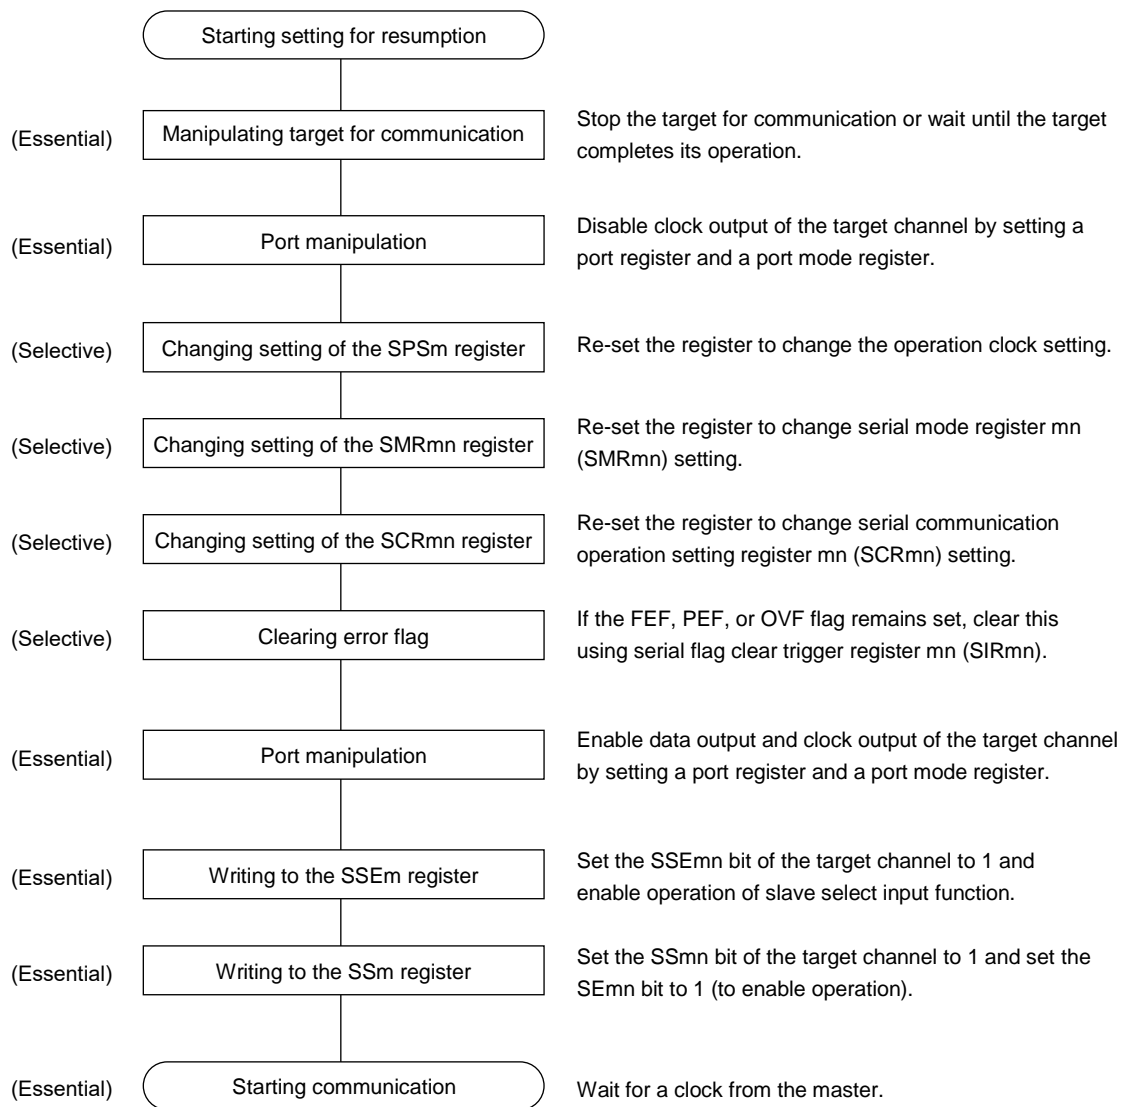 Starting setting for resumption
(Essential)
Manipulating target for communication
Stop the target for communication or wait until the target
completes its operation.
(Essential)
Port manipulation
Disable clock output of the target channel by setting a
port register and a port mode register.
(Selective)
Changing setting of the SPSm register
Re-set the register to change the operation clock setting.
(Selective)
Changing setting of the SMRmn register
Re-set the register to change serial mode register mn
(SMRmn) setting.
(Selective)
Changing setting of the SCRmn register
Re-set the register to change serial communication
operation setting register mn (SCRmn) setting.
(Selective)
Clearing error flag
If the FEF, PEF, or OVF flag remains set, clear this
using serial flag clear trigger register mn (SIRmn).
(Essential)
Port manipulation
Enable data output and clock output of the target channel
by setting a port register and a port mode register.
(Essential)
Writing to the SSEm register
Set the SSEmn bit of the target channel to 1 and
enable operation of slave select input function.
(Essential)
Writing to the SSm register
Set the SSmn bit of the target channel to 1 and set the
SEmn bit to 1 (to enable operation).
(Essential)
Starting communication
Wait for a clock from the master.